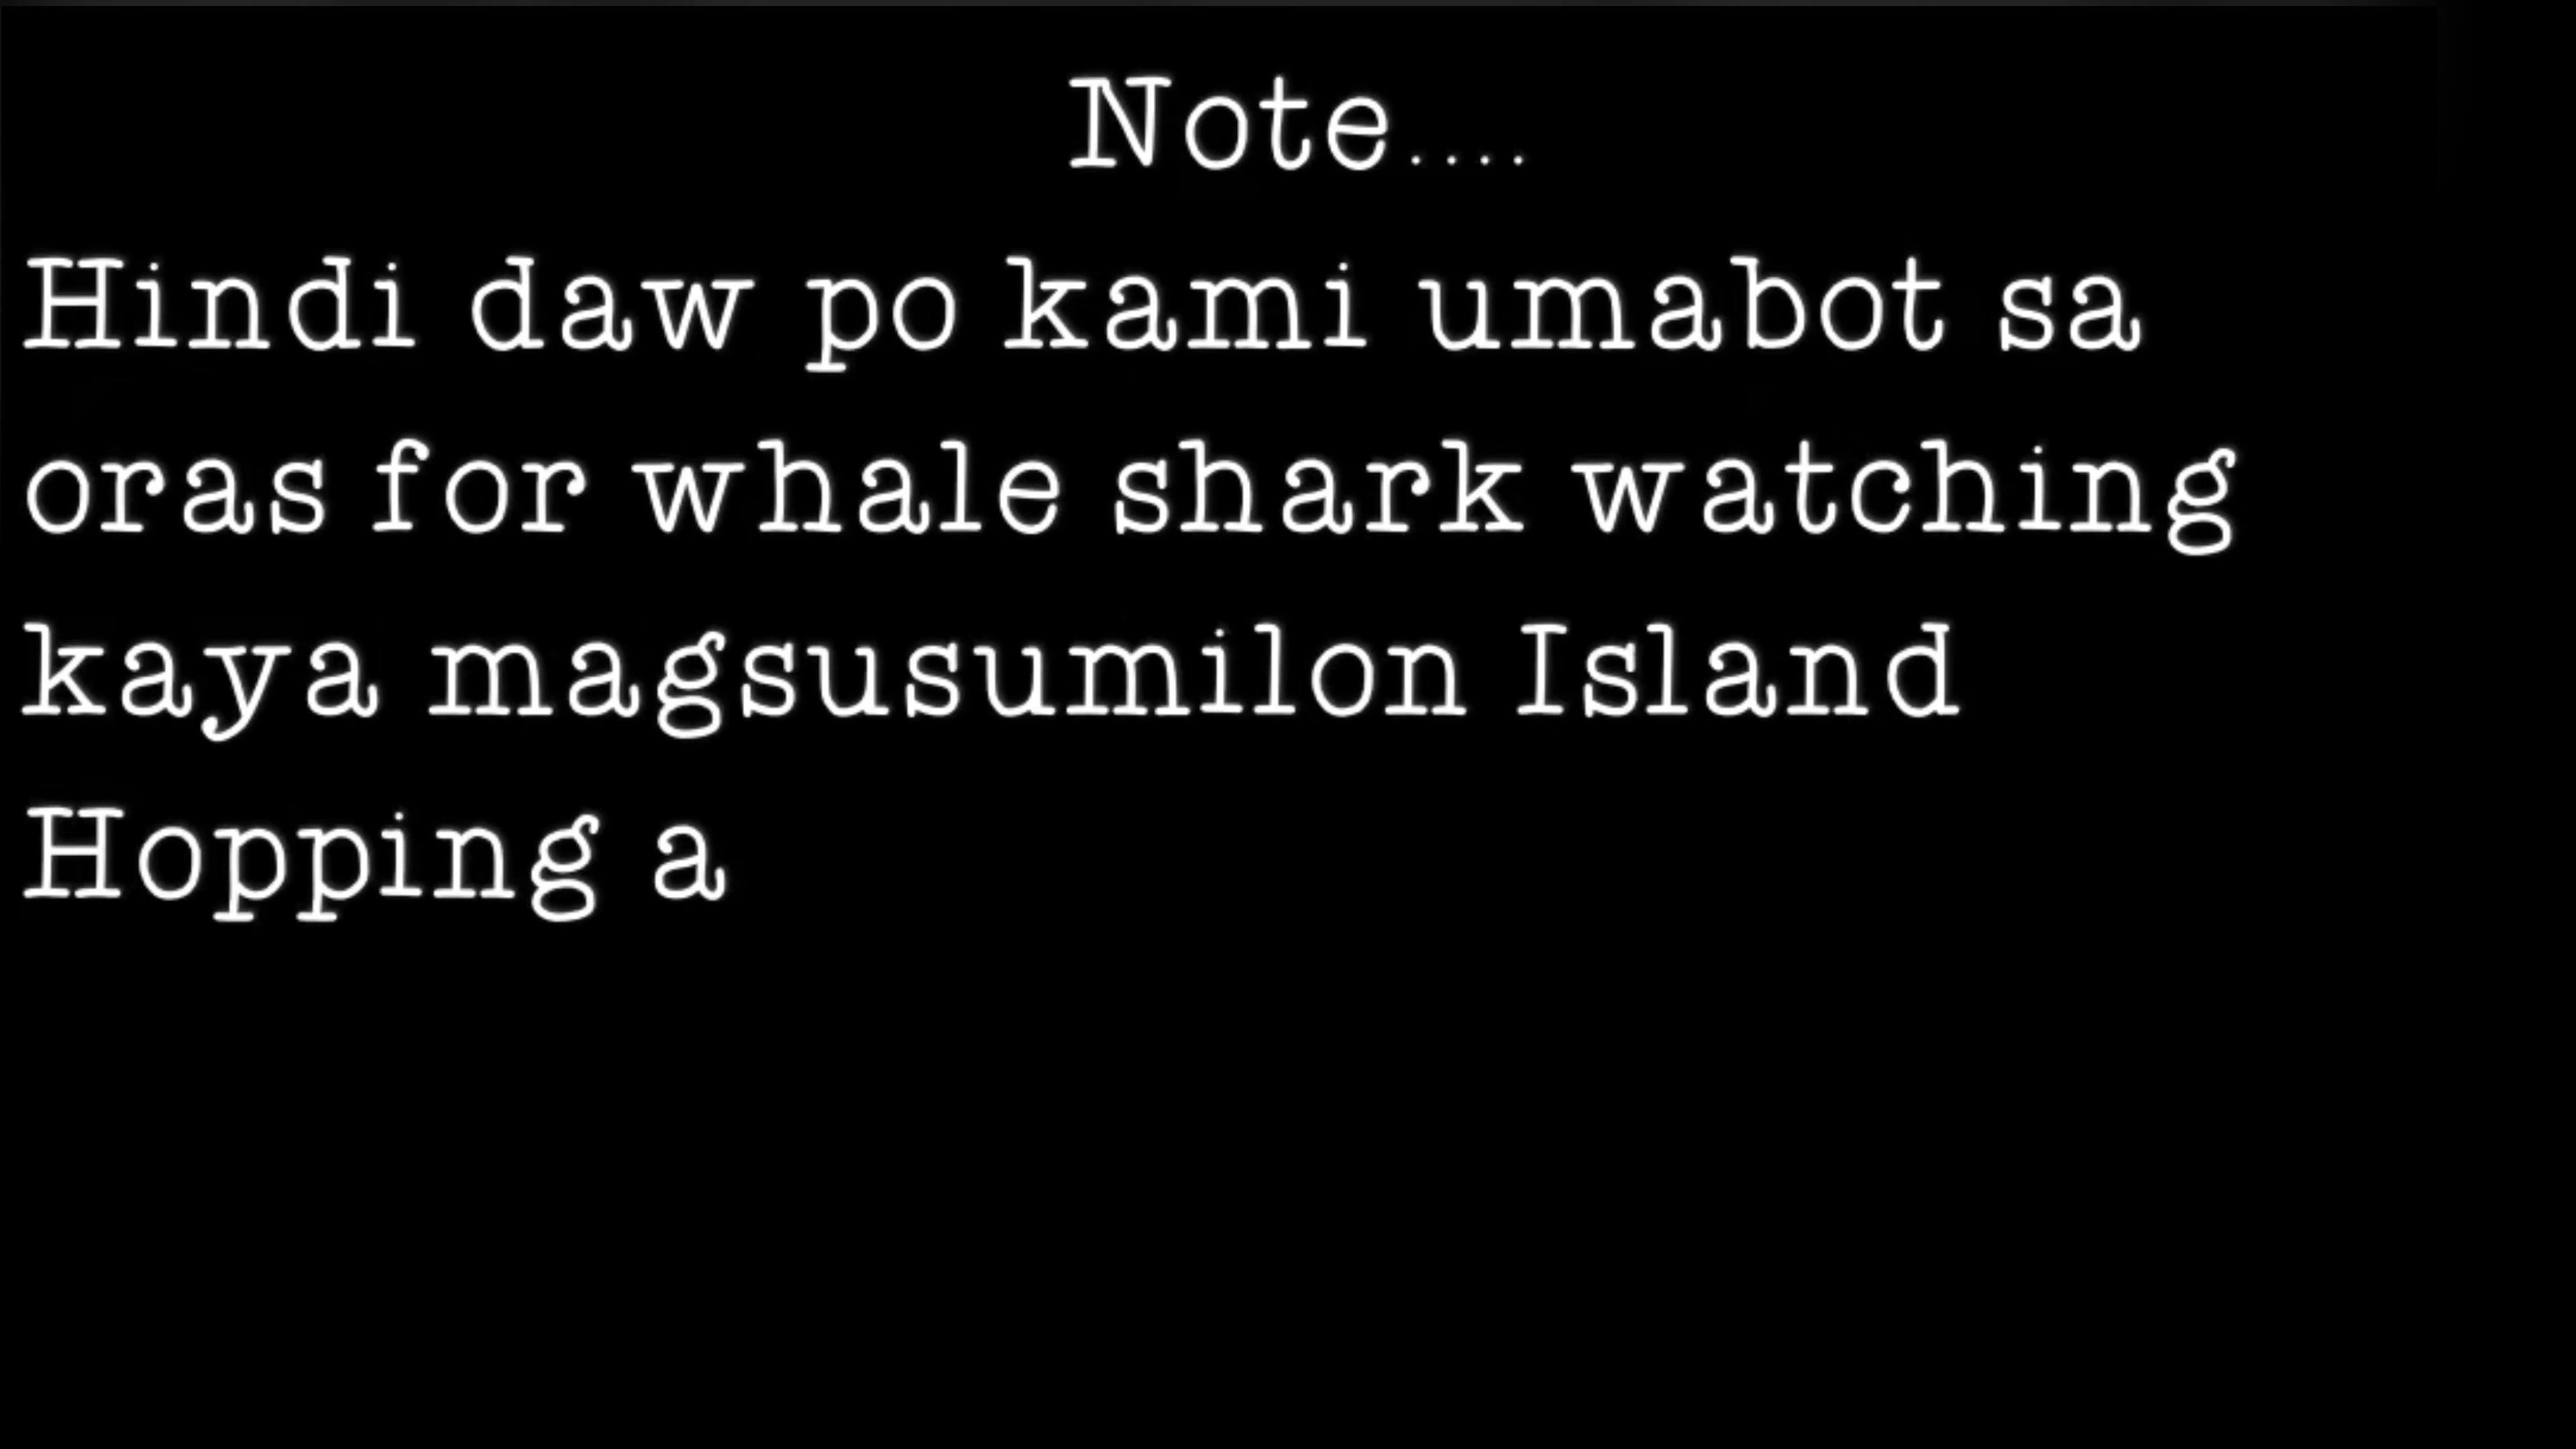 Note....
Hindi daw po kami umabot sa
oras for whale shark watching
kaya magsusumilon Island
Hopping a